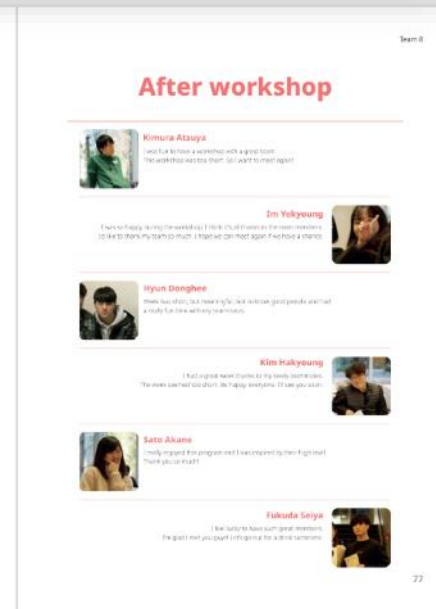 Team 8
After workshop
Kimura Atsuya
I was fun to have a workshop with a great team.
This workshop was too short. So I want to meet again!
Im Yekyoung
I was so happy during the workshop. I think it's all thanks to the team members.
I'd like to thank my team so much. I hope we can meet again if we have a chance.
Hyun Donghee
Week was short, but meaningful. Got to know good people and had
a really fun time with my teammates.
Kim Hakyoung
I had a great week thanks to my lovely teammates.
The week seemed too short. Be happy everyone. I'll see you soon.
Sato Akane
I really enjoyed this program and I was inspired by their high level!
Thank you so much!!
Fukuda Seiya
I feel lucky to have such great members.
I'm glad I met you guys! Let's go out for a drink sometime.
77